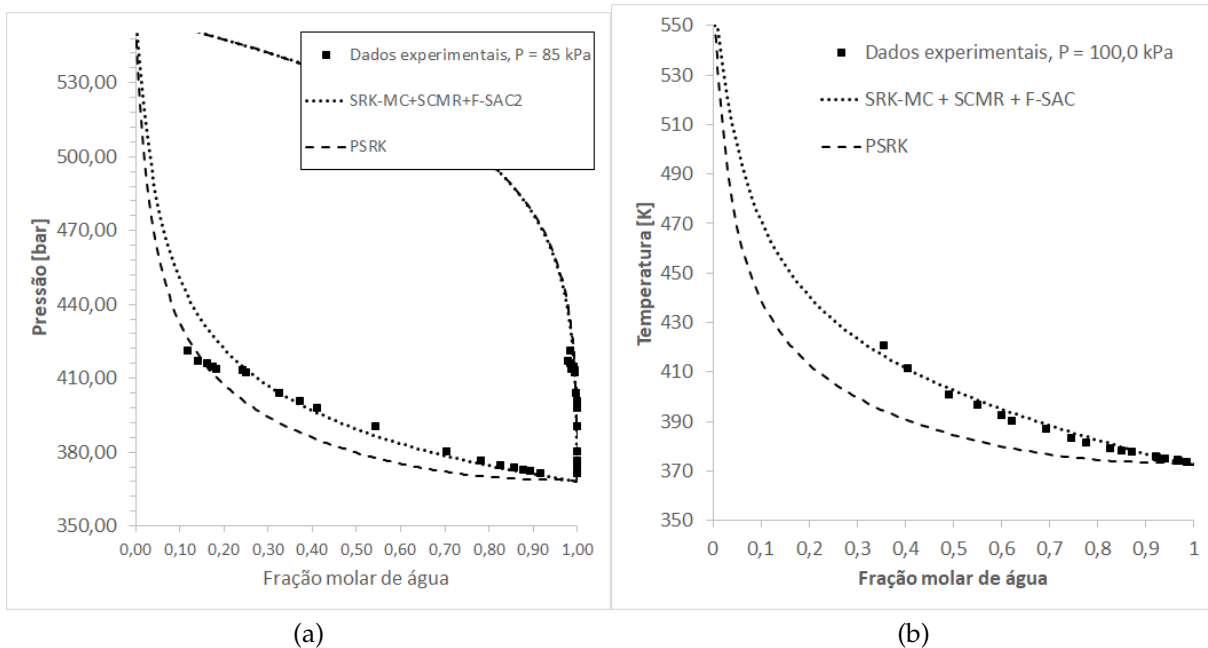 Dados experimentais, P = 85 kPa
SRK-MC+SCMR+F-SAC2
PSRK
530,00
500,00
470,00
440,00
410,00
380,00
350,00
Pressão [bar]
0,00 0,10 0,20 0,30 0,40 0,50 0,60 0,70 0,80 0,90 1,00
Fração molar de água
(a)
Dados experimentais, P = 100,0 kPa
SRK-MC + SCMR + F-SAC
PSRK
550
530
510
490
470
450
430
410
390
370
350
Temperatura [K]
0 0,1 0,2 0,3 0,4 0,5 0,6 0,7 0,8 0,9 1
Fração molar de água
(b)